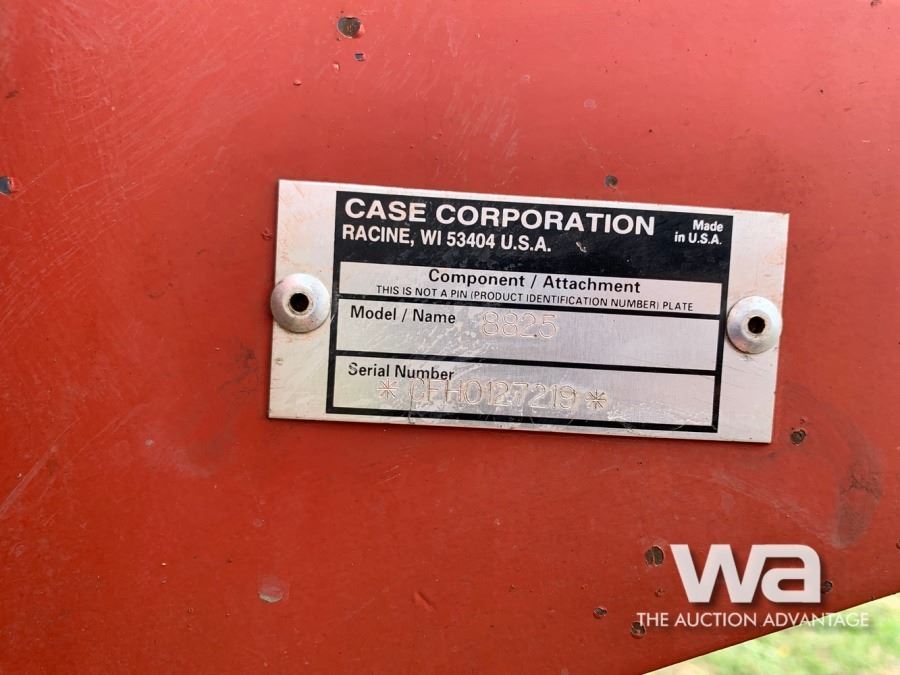 CASE CORPORATION
Made
in U.S.A.
RACINE, WI 53404 U.S.A.
Component / Attachment
THIS IS NOT A PIN (PRODUCT IDENTIFICATION NUMBER) PLATE
Model / Name 8825
Serial Number
* CFH0127219 *
wa
THE AUCTION ADVANTAGE